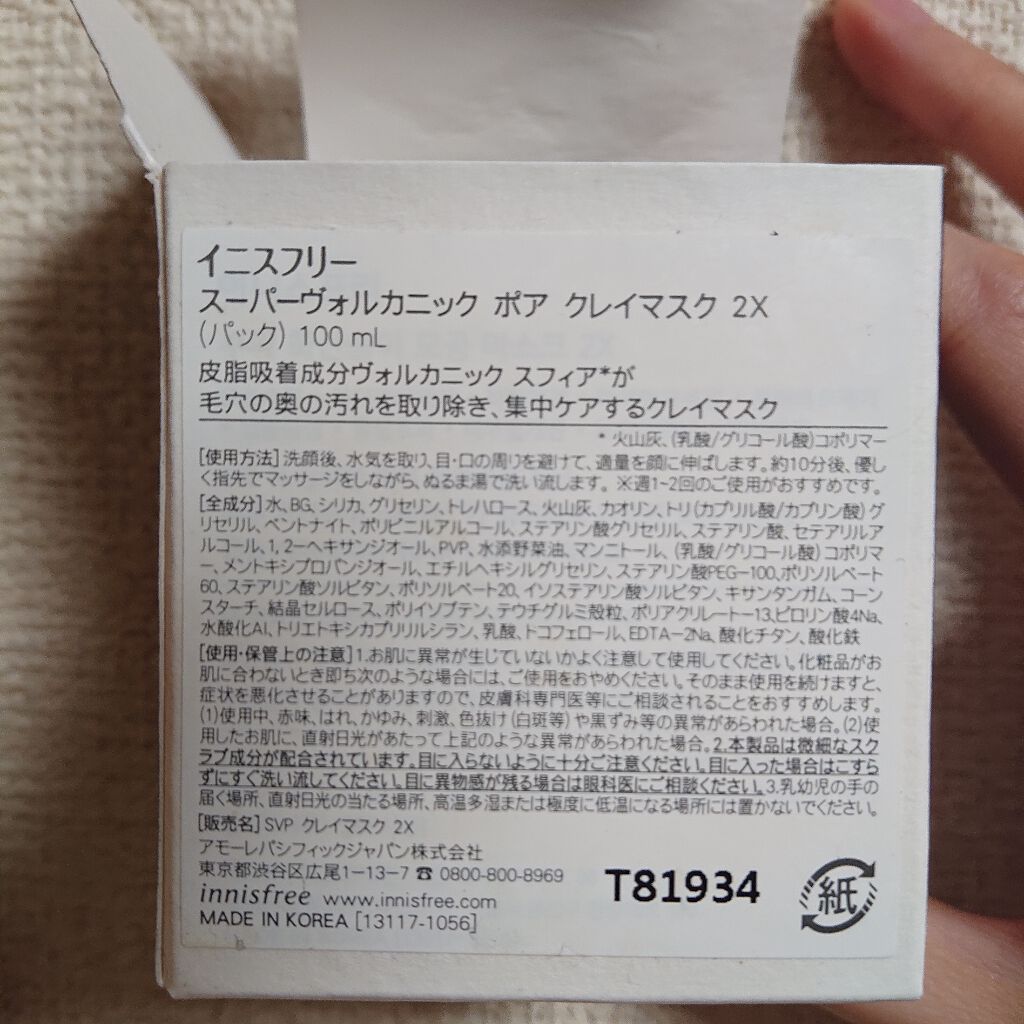 イニスフリー
スーパーヴォルカニック ポア クレイマスク 2X
(パック) 100 mL
皮脂吸着成分ヴォルカニック スフィア*が
毛穴の奥の汚れを取り除き、集中ケアするクレイマスク
* 火山灰、(乳酸/グリコール酸)コポリマー
[使用方法] 洗顔後、水気を取り、目・口の周りを避けて、適量を顔に伸ばします。約10分後、優し
く指先でマッサージをしながら、ぬるま湯で洗い流します。 ※週1~2回のご使用がおすすめです。
[全成分] 水、BG、シリカ、グリセリン、トレハロース、火山灰、カオリン、トリ(カプリル酸/カプリン酸)グ
リセリル、ベントナイト、ポリビニルアルコール、ステアリン酸グリセリル、ステアリン酸、セテアリルア
ルコール、1, 2-ヘキサンジオール、PVP、水添野菜油、マンニトール、(乳酸/グリコール酸)コポリマ
ー、メントキシプロパンジオール、エチルヘキシルグリセリン、ステアリン酸PEG-100、ポリソルベート
60、ステアリン酸ソルビタン、ポリソルベート20、イソステアリン酸ソルビタン、キサンタンガム、コーン
スターチ、結晶セルロース、ポリイソブテン、テウチグルミ殻粒、ポリアクリレート-13、ピロリン酸4Na、
水酸化Al、トリエトキシカプリリルシラン、乳酸、トコフェロール、EDTA-2Na、酸化チタン、酸化鉄
[使用・保管上の注意] 1.お肌に異常が生じていないかよく注意して使用してください。化粧品がお
肌に合わないとき即ち次のような場合には、ご使用をおやめください。そのまま使用を続けますと、
症状を悪化させることがありますので、皮膚科専門医等にご相談されることをおすすめします。
(1)使用中、赤味、はれ、かゆみ、刺激、色抜け(白斑等)や黒ずみ等の異常があらわれた場合。(2)使
用したお肌に、直射日光があたって上記のような異常があらわれた場合。2.本製品は微細なスク
ラブ成分が配合されています。目に入らないように十分ご注意ください。目に入った場合はこすら
ずにすぐ洗い流してください。目に異物感が残る場合は眼科医にご相談ください。3.乳幼児の手の
届く場所、直射日光の当たる場所、高温多湿または極度に低温になる場所には置かないでください。
[販売名] SVP クレイマスク 2X
アモーレパシフィックジャパン株式会社
東京都渋谷区広尾1-13-7 ☎ 0800-800-8969
innisfree www.innisfree.com
MADE IN KOREA [13117-1056]
T81934
紙